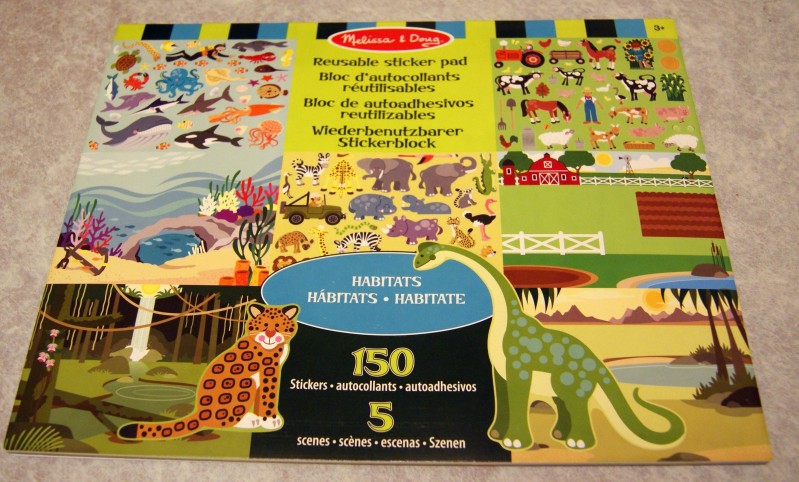 Melissa & Doug
3+
Reusable sticker pad
Bloc d'autocollants
réutilisables
Bloc de autoadhesivos
reutilizables
Wiederbenutzbarer
Stickerblock
HABITATS
HÁBITATS • HABITATE
150
Stickers • autocollants • autoadhesivos
5
scenes • scènes • escenas • Szenen